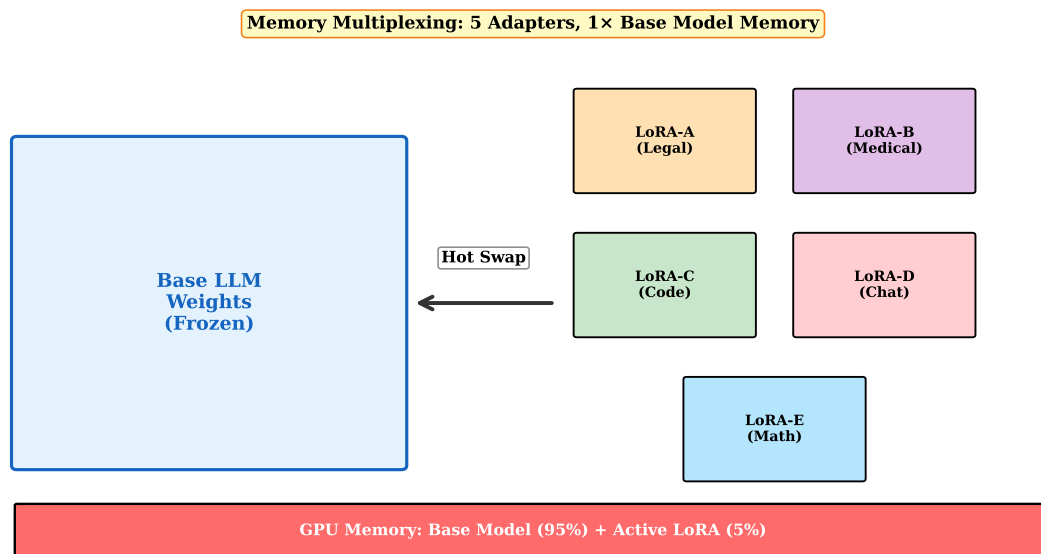 Memory Multiplexing: 5 Adapters, 1× Base Model Memory
LoRA-A
(Legal)
LoRA-B
(Medical)
Hot Swap
Base LLM
Weights
(Frozen)
LoRA-C
(Code)
LoRA-D
(Chat)
LoRA-E
(Math)
GPU Memory: Base Model (95%) + Active LoRA (5%)